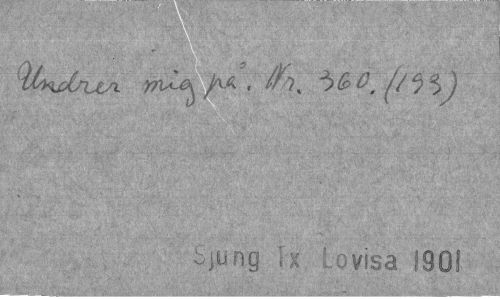 Undrer mig på. Nr. 360. (193)
Sjung Tx Lovisa 1901